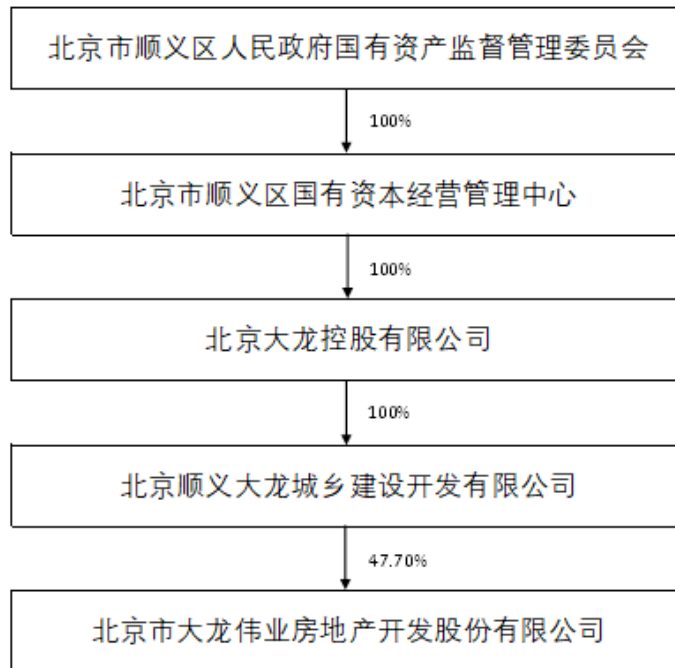 北京市顺义区人民政府国有资产监督管理委员会
100%
北京市顺义区国有资本经营管理中心
100%
北京大龙控股有限公司
100%
北京顺义大龙城乡建设开发有限公司
47.70%
北京市大龙伟业房地产开发股份有限公司